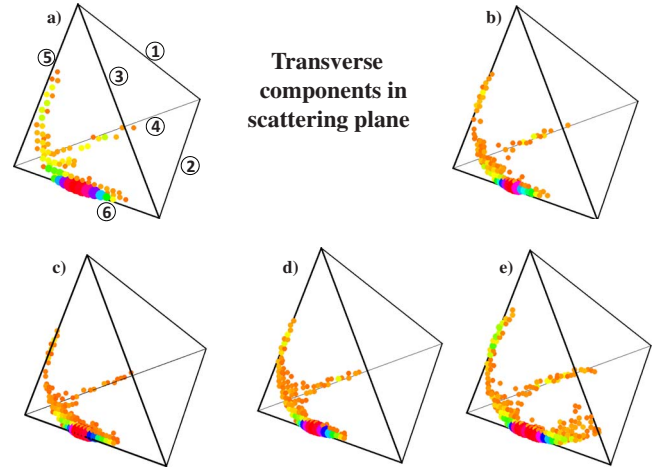 a)
①
⑤
③
④
②
⑥
Transverse
components in
scattering plane
b)
c)
d)
e)